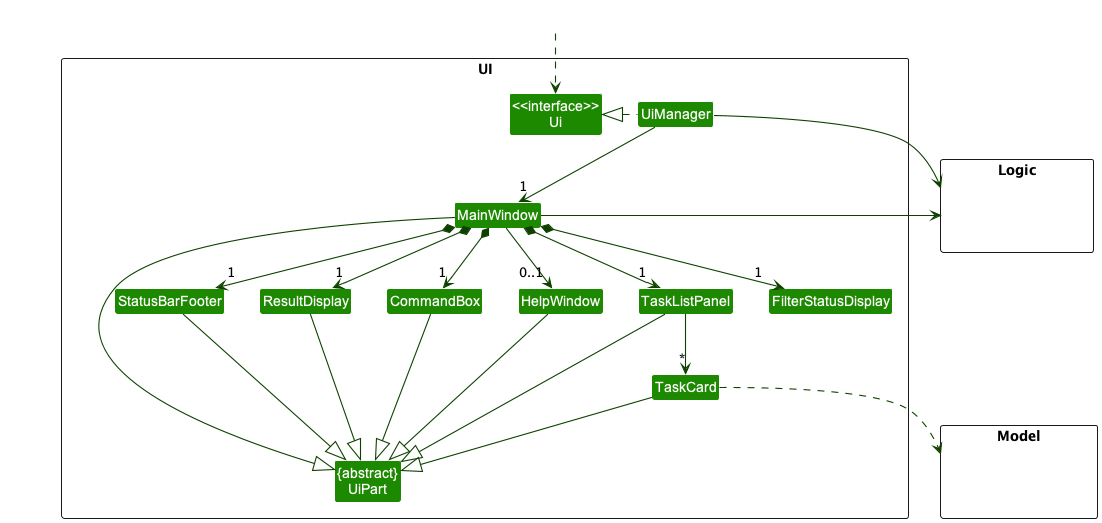 UI
<<interface>>
Ui
UiManager
Logic
1
MainWindow
1
1
1
0..1
1
1
StatusBarFooter
ResultDisplay
CommandBox
HelpWindow
TaskListPanel
FilterStatusDisplay
*
TaskCard
Model
{abstract}
UiPart